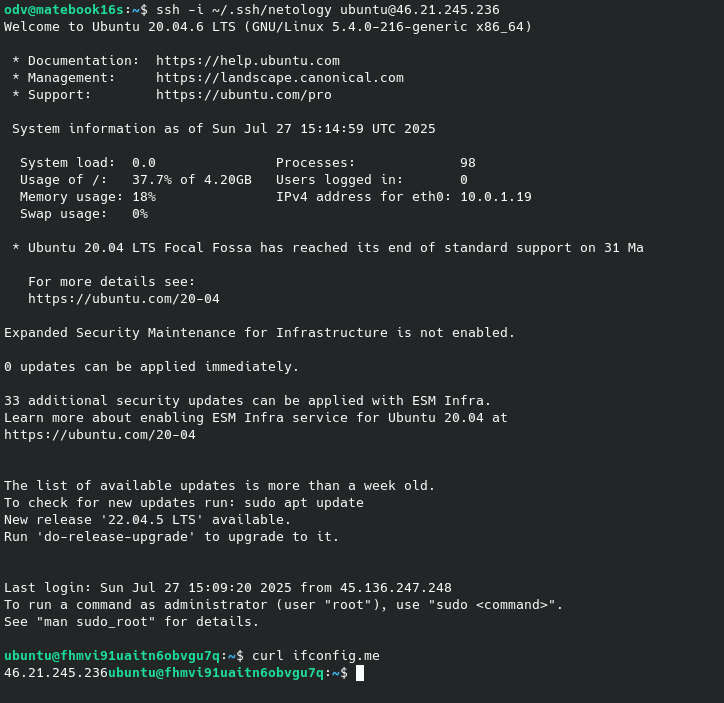 odv@matebook16s:~$ ssh -i ~/.ssh/netology ubuntu@46.21.245.236
Welcome to Ubuntu 20.04.6 LTS (GNU/Linux 5.4.0-216-generic x86_64)
* Documentation:  https://help.ubuntu.com
* Management:     https://landscape.canonical.com
* Support:        https://ubuntu.com/pro
System information as of Sun Jul 27 15:14:59 UTC 2025
System load:  0.0               Processes:             98
Usage of /:   37.7% of 4.20GB   Users logged in:       0
Memory usage: 18%               IPv4 address for eth0: 10.0.1.19
Swap usage:   0%
* Ubuntu 20.04 LTS Focal Fossa has reached its end of standard support on 31 Ma
For more details see:
https://ubuntu.com/20-04
Expanded Security Maintenance for Infrastructure is not enabled.
0 updates can be applied immediately.
33 additional security updates can be applied with ESM Infra.
Learn more about enabling ESM Infra service for Ubuntu 20.04 at
https://ubuntu.com/20-04
The list of available updates is more than a week old.
To check for new updates run: sudo apt update
New release '22.04.5 LTS' available.
Run 'do-release-upgrade' to upgrade to it.
Last login: Sun Jul 27 15:09:20 2025 from 45.136.247.248
To run a command as administrator (user "root"), use "sudo <command>".
See "man sudo_root" for details.
ubuntu@fhmvi91uaitn6obvgu7q:~$ curl ifconfig.me
46.21.245.236ubuntu@fhmvi91uaitn6obvgu7q:~$